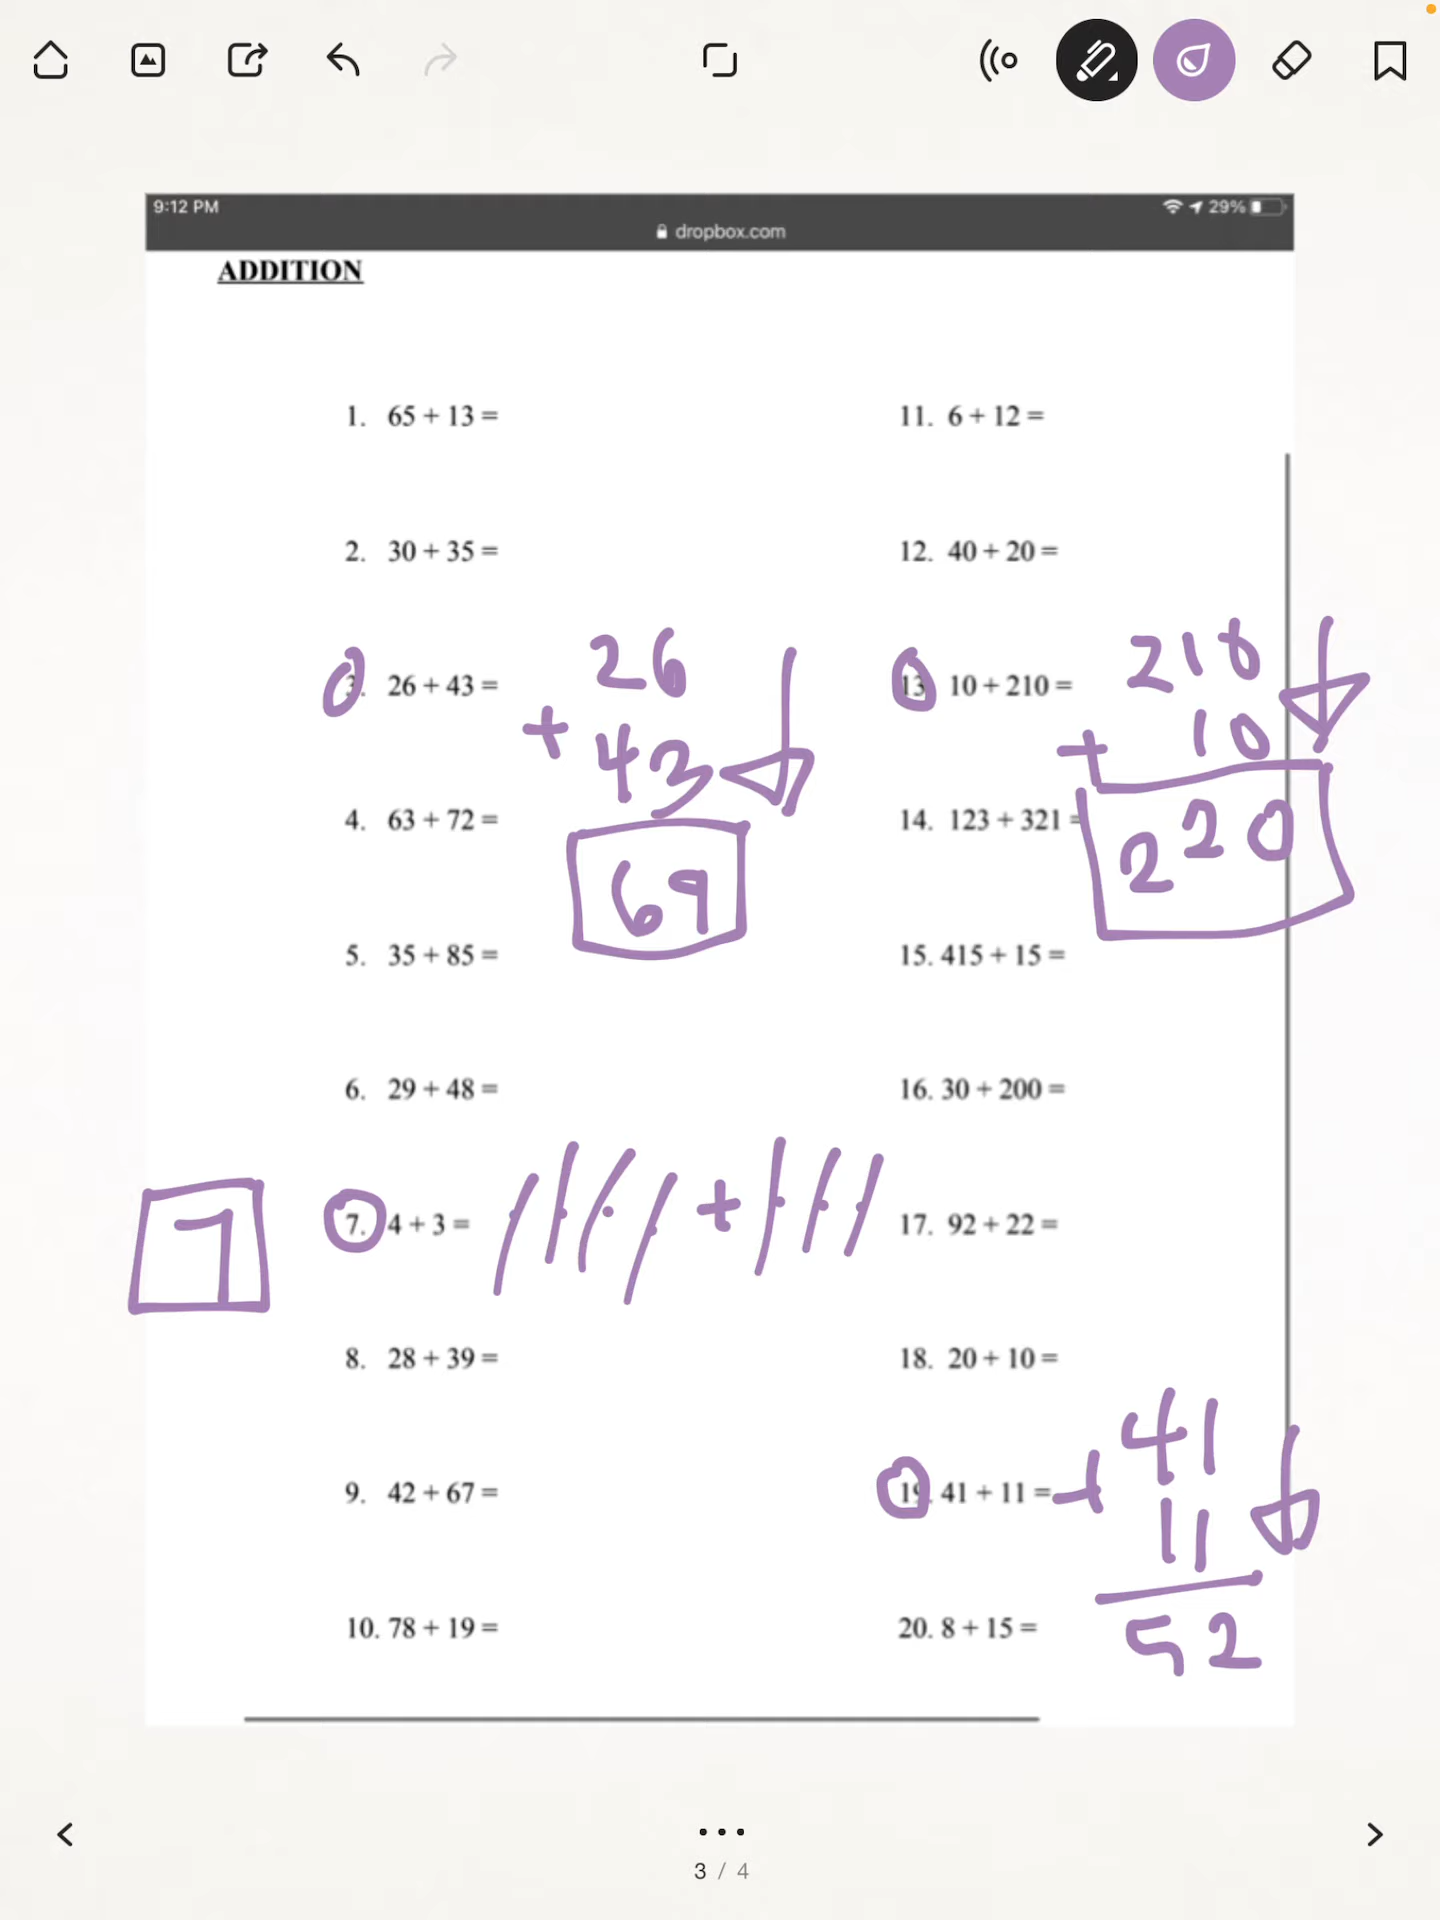 9:12 PM 29%
dropbox.com
ADDITION
1. 65 + 13 =
2. 30 + 35 =
3. 26 + 43 =
26
+ 43
69
4. 63 + 72 =
5. 35 + 85 =
6. 29 + 48 =
7
7. 4 + 3 = |||| + |||
8. 28 + 39 =
9. 42 + 67 =
10. 78 + 19 =
11. 6 + 12 =
12. 40 + 20 =
13. 10 + 210 =
210
+ 10
220
14. 123 + 321 =
15. 415 + 15 =
16. 30 + 200 =
17. 92 + 22 =
18. 20 + 10 =
19. 41 + 11 =
41
+ 11
52
20. 8 + 15 =
3 / 4